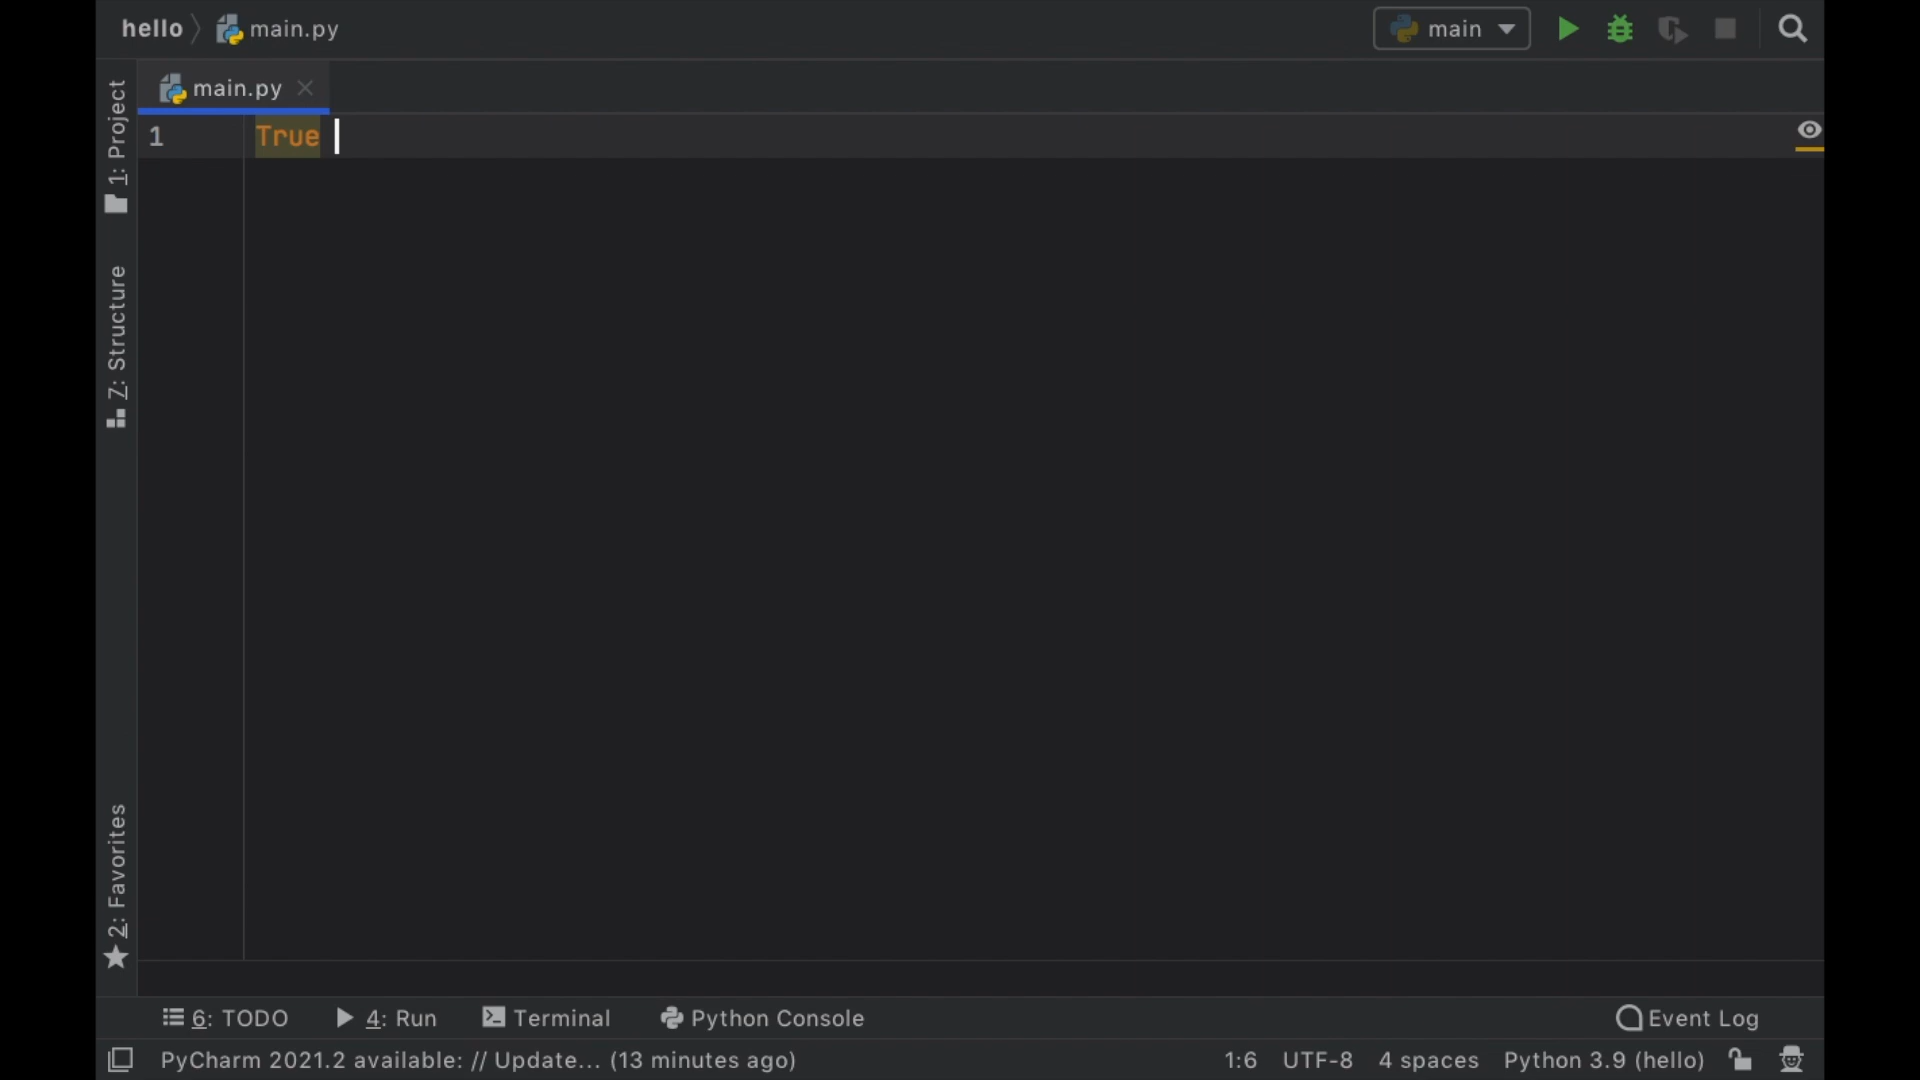 hello main.py
main
main.py
1: Project
1 True
7: Structure
2: Favorites
6: TODO 4: Run Terminal Python Console Event Log
PyCharm 2021.2 available: // Update... (13 minutes ago) 1:6 UTF-8 4 spaces Python 3.9 (hello)